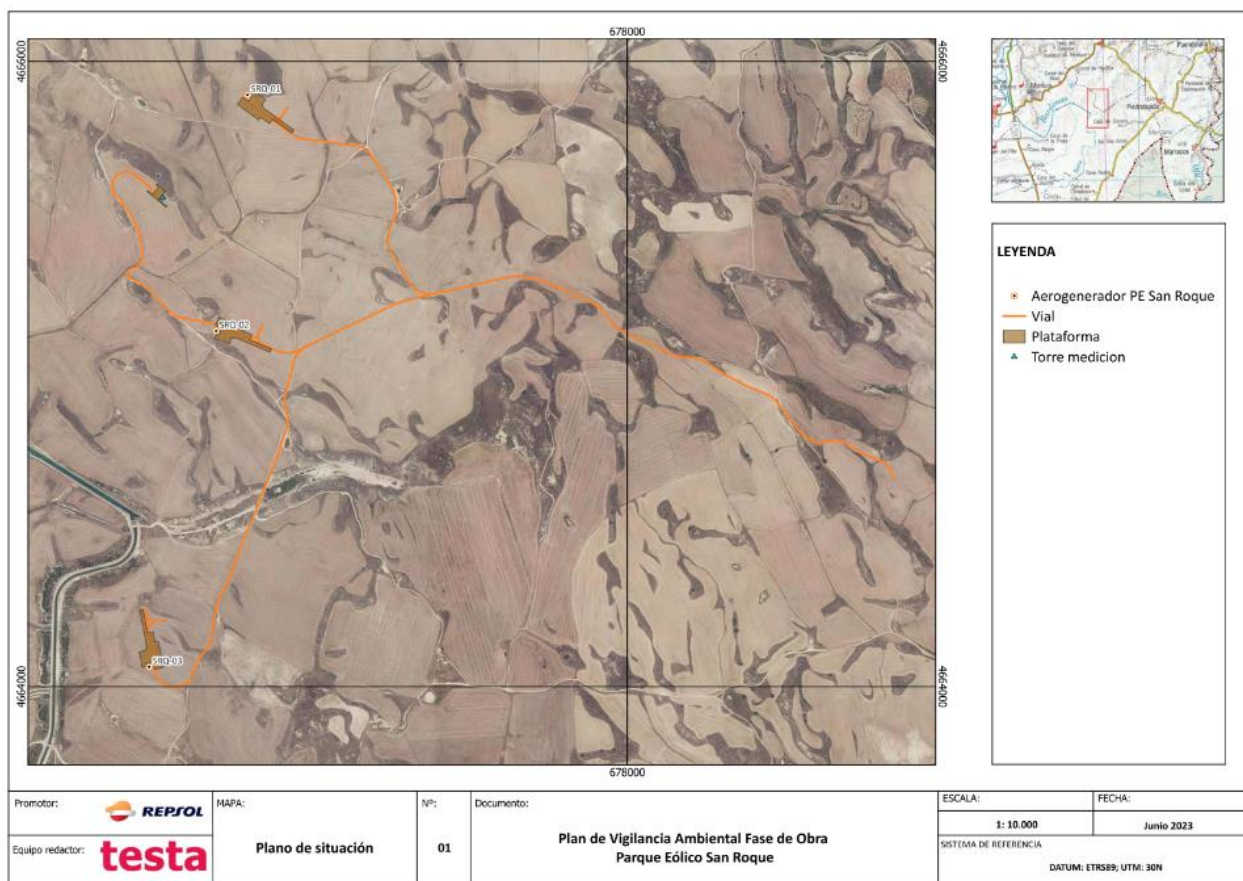 678000
4666000
4666000
SRQ-01
SRQ-02
SRQ-03
4664000
4664000
678000
Piedratajada
Marracos
LEYENDA
Aerogenerador PE San Roque
Vial
Plataforma
Torre medicion
Promotor:
REPSOL
Equipo redactor:
testa
MAPA:
Plano de situación
Nº:
01
Documento:
Plan de Vigilancia Ambiental Fase de Obra
Parque Eólico San Roque
ESCALA:
1: 10.000
FECHA:
Junio 2023
SISTEMA DE REFERENCIA
DATUM: ETRS89; UTM: 30N